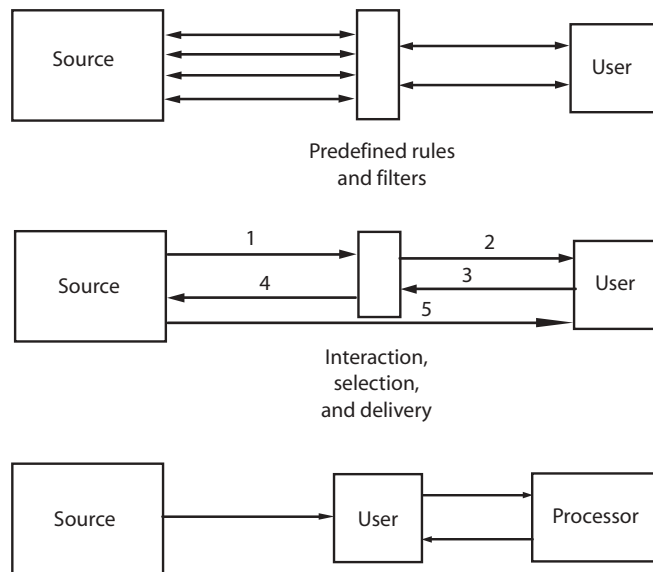 Source
User
Predefined rules
and filters
1
2
3
4
5
Source
User
Interaction,
selection,
and delivery
Source
User
Processor